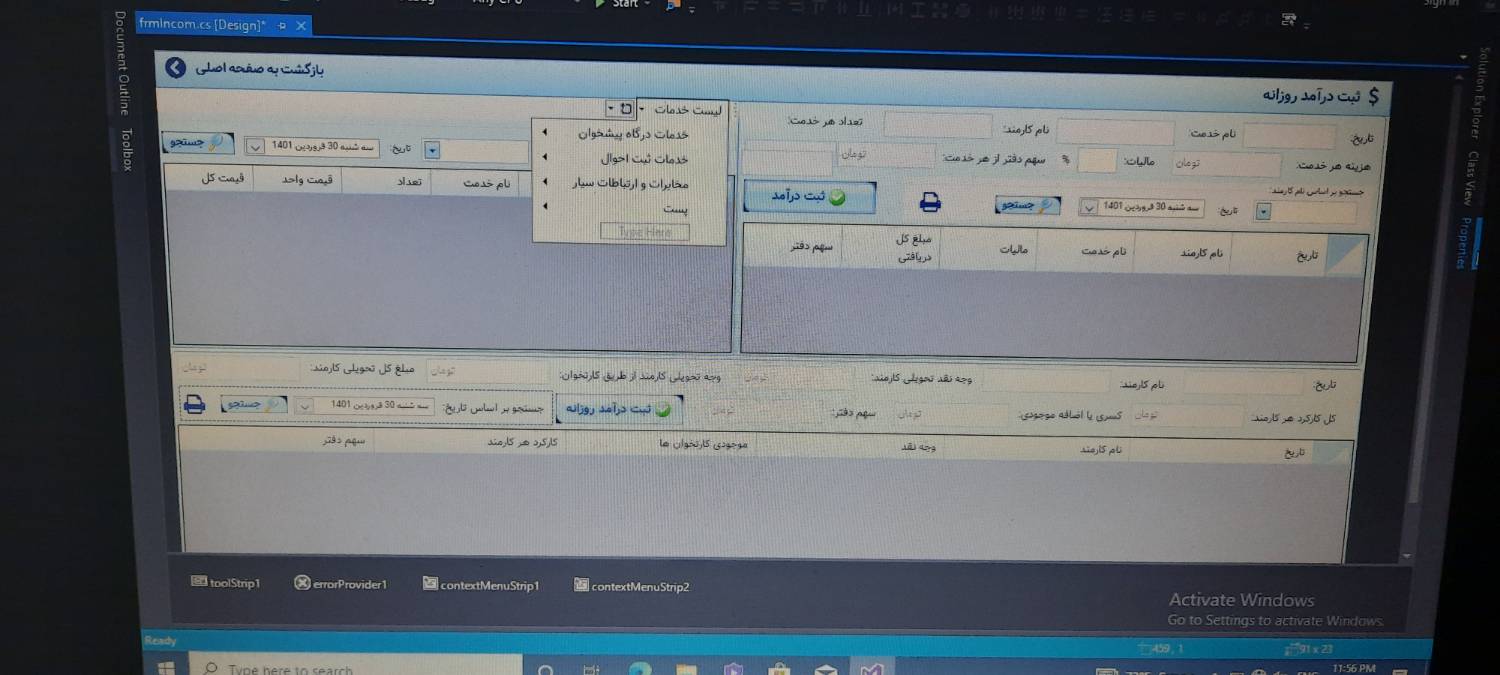 Start
Sign in
frmIncom.cs [Design]*
Document Outline
Toolbox
Solution Explorer
Class View
Properties
بازگشت به صفحه اصلی
$ ثبت درآمد روزانه
لیست خدمات
خدمات درگاه پیشخوان
خدمات ثبت احوال
مخابرات و ارتباطات سیار
پست
Type Here
تاریخ:
سه شنبه 30 فروردین 1401
جستجو
نام خدمت
تعداد
قیمت واحد
قیمت کل
تاریخ:
نام خدمت:
نام کارمند:
تعداد هر خدمت:
هزینه هر خدمت:
تومان
مالیات:
%
سهم دفتر از هر خدمت:
تومان
جستجو بر اساس نام کارمند:
تاریخ:
سه شنبه 30 فروردین 1401
جستجو
ثبت درآمد
تاریخ
نام کارمند
نام خدمت
مالیات
مبلغ کل دریافتی
سهم دفتر
تاریخ:
نام کارمند:
وجه نقد تحویلی کارمند:
تومان
وجه تحویلی کارمند از طریق کارتخوان:
تومان
مبلغ کل تحویلی کارمند:
تومان
کل کارکرد هر کارمند:
تومان
کسری یا اضافه موجودی:
تومان
سهم دفتر:
تومان
ثبت درآمد روزانه
جستجو بر اساس تاریخ:
سه شنبه 30 فروردین 1401
جستجو
تاریخ
نام کارمند
وجه نقد
موجودی کارتخوان ها
کارکرد هر کارمند
سهم دفتر
toolStrip1
errorProvider1
contextMenuStrip1
contextMenuStrip2
Activate Windows
Go to Settings to activate Windows.
Ready
459 , 1
91 x 23
Type here to search
11:56 PM